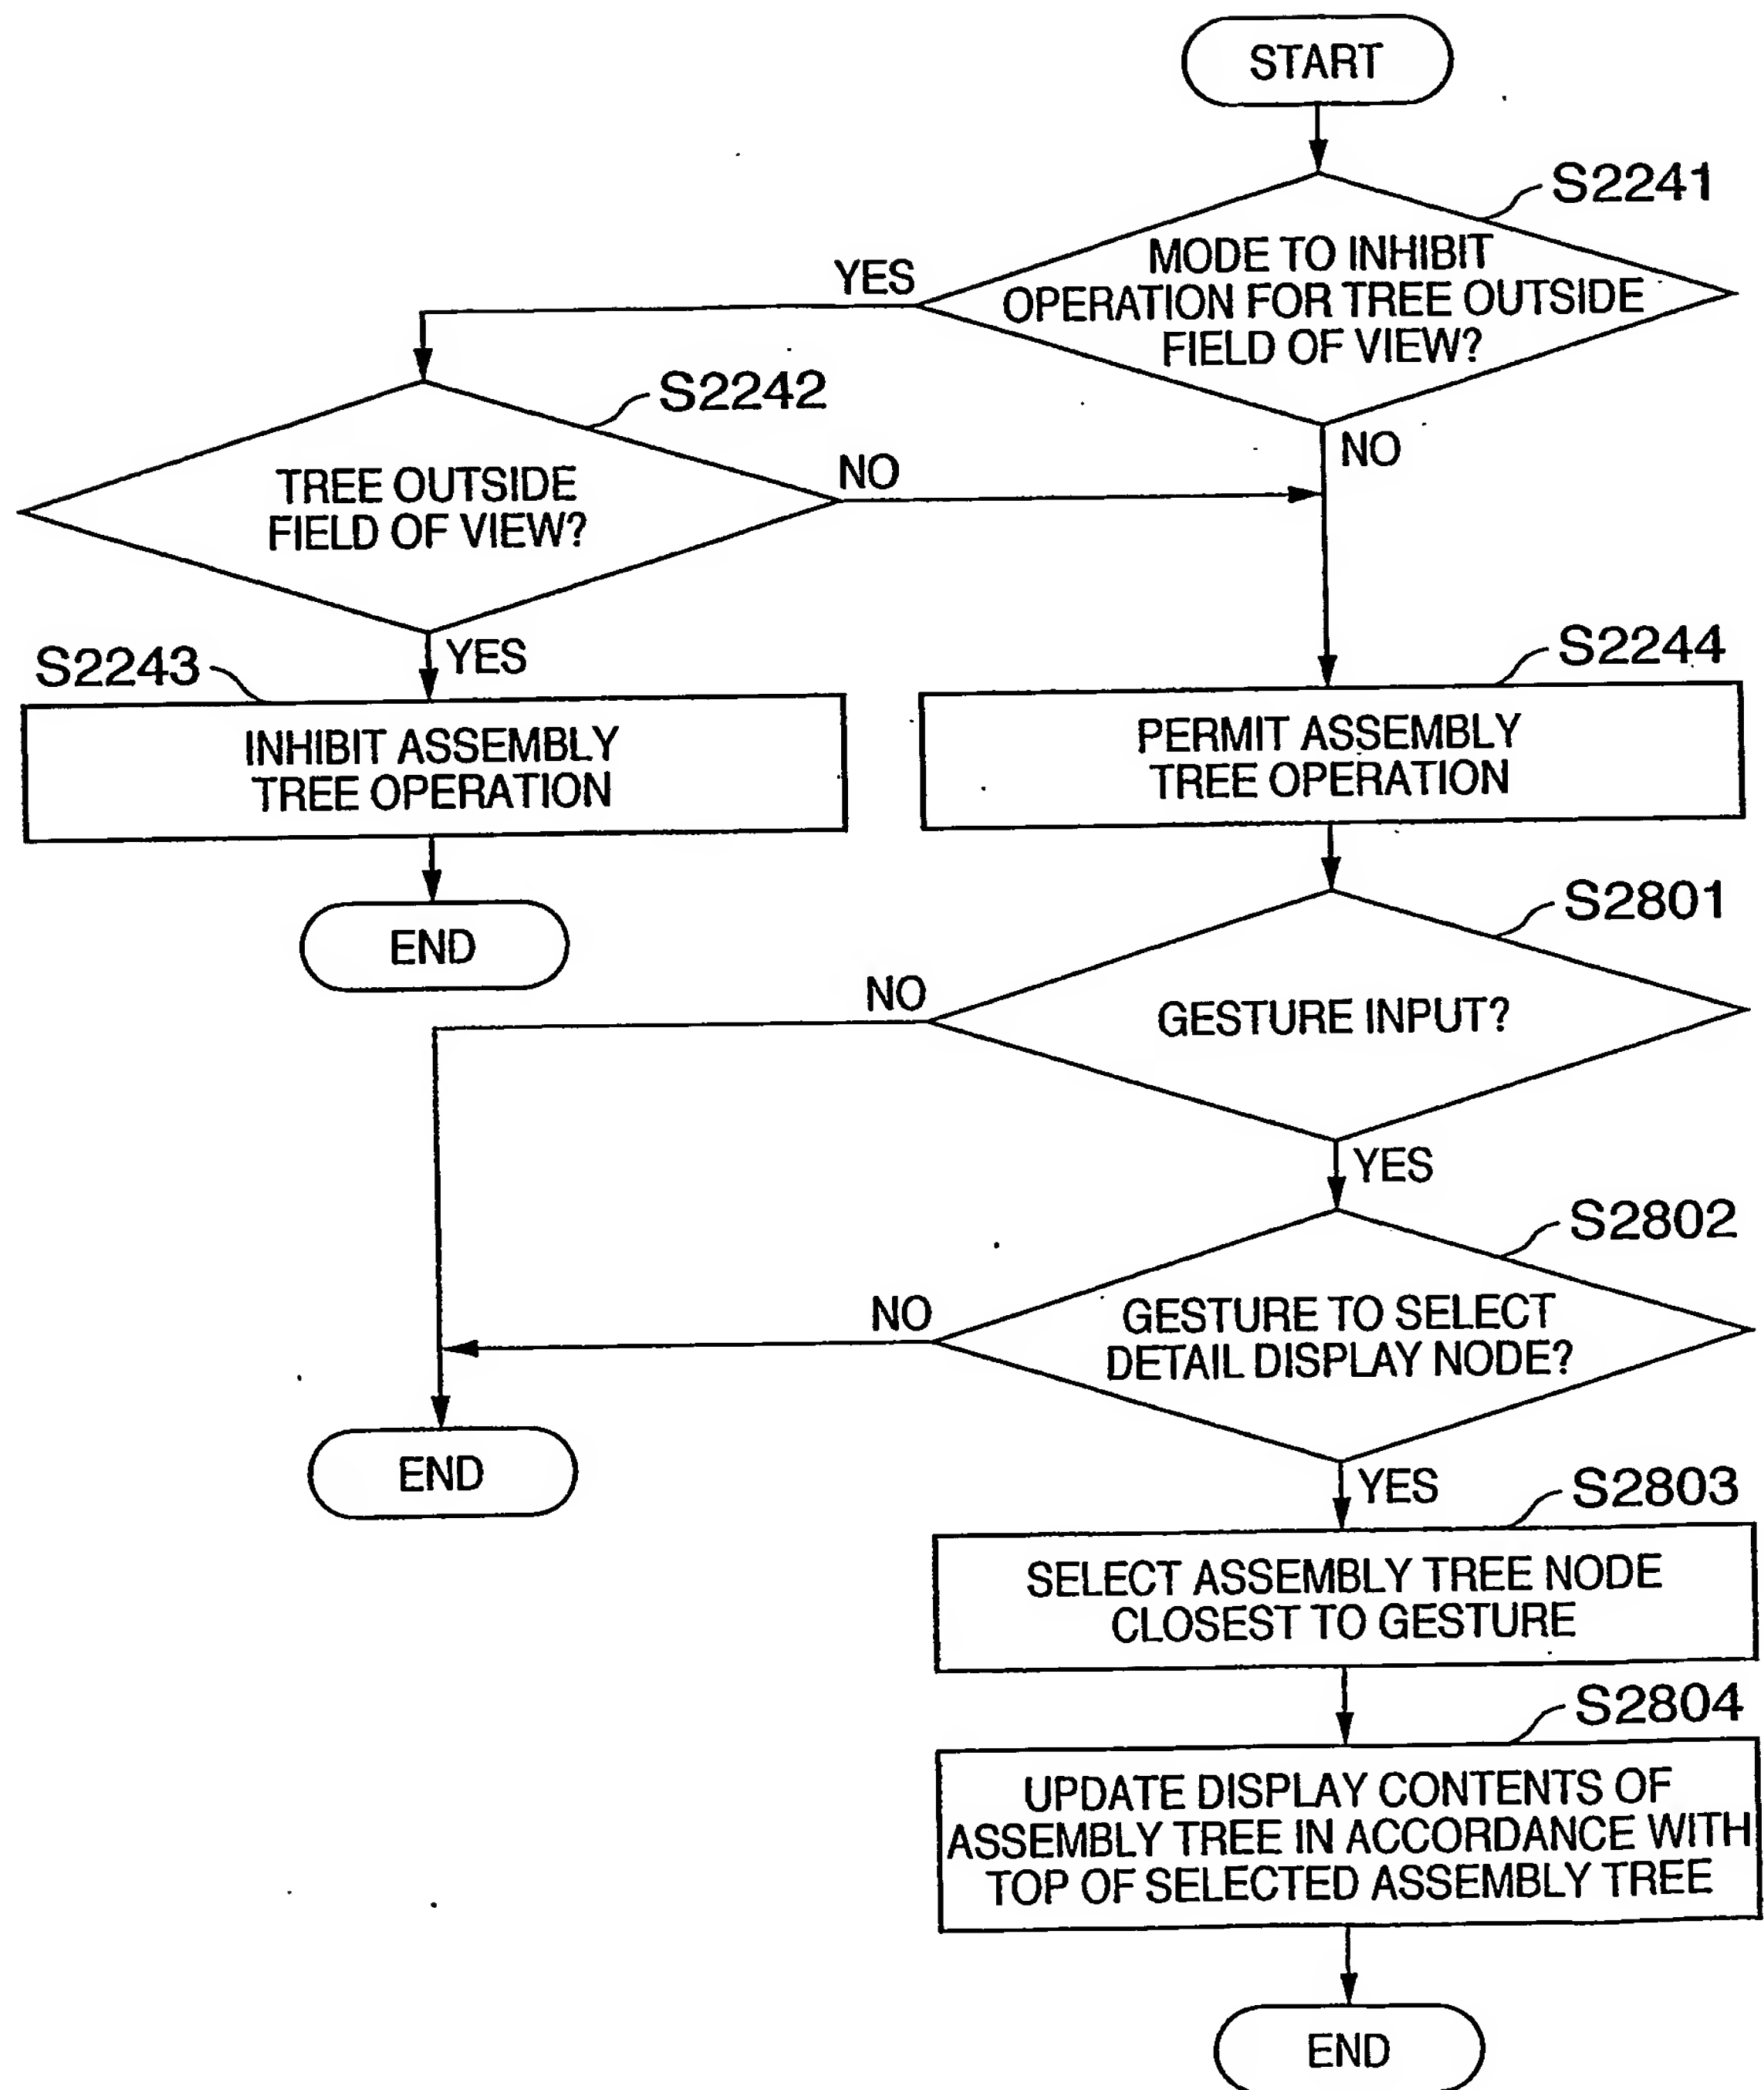 START
S2241
MODE TO INHIBIT
OPERATION FOR TREE OUTSIDE
FIELD OF VIEW?
YES
NO
S2242
TREE OUTSIDE
FIELD OF VIEW?
NO
YES
S2243
INHIBIT ASSEMBLY
TREE OPERATION
END
S2244
PERMIT ASSEMBLY
TREE OPERATION
S2801
GESTURE INPUT?
NO
YES
S2802
GESTURE TO SELECT
DETAIL DISPLAY NODE?
NO
END
YES
S2803
SELECT ASSEMBLY TREE NODE
CLOSEST TO GESTURE
S2804
UPDATE DISPLAY CONTENTS OF
ASSEMBLY TREE IN ACCORDANCE WITH
TOP OF SELECTED ASSEMBLY TREE
END